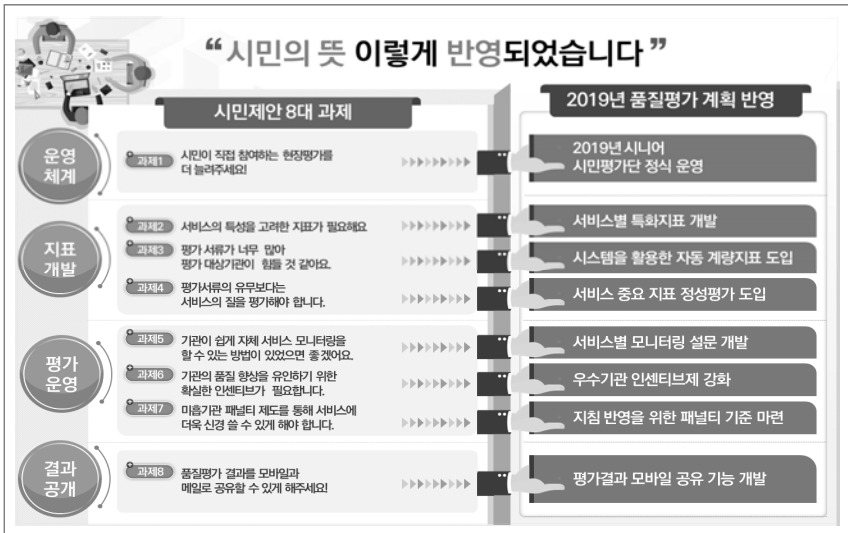 “시민의 뜻 이렇게 반영되었습니다”
시민제안 8대 과제
2019년 품질평가 계획 반영
운영
체계
과제1
시민이 직접 참여하는 현장평가를
더 늘려주세요!
2019년 시니어
시민평가단 정식 운영
지표
개발
과제2
서비스의 특성을 고려한 지표가 필요해요
서비스별 특화지표 개발
과제3
평가 서류가 너무 많아
평가 대상기관이 힘들 것 같아요.
시스템을 활용한 자동 계량지표 도입
과제4
평가서류의 유무보다는
서비스의 질을 평가해야 합니다.
서비스 중요 지표 정성평가 도입
평가
운영
과제5
기관이 쉽게 자체 서비스 모니터링을
할 수 있는 방법이 있었으면 좋겠어요.
서비스별 모니터링 설문 개발
과제6
기관의 품질 향상을 유인하기 위한
확실한 인센티브가 필요합니다.
우수기관 인센티브제 강화
과제7
미흡기관 패널티 제도를 통해 서비스에
더욱 신경 쓸 수 있게 해야 합니다.
지침 반영을 위한 패널티 기준 마련
결과
공개
과제8
품질평가 결과를 모바일과
메일로 공유할 수 있게 해주세요!
평가결과 모바일 공유 기능 개발